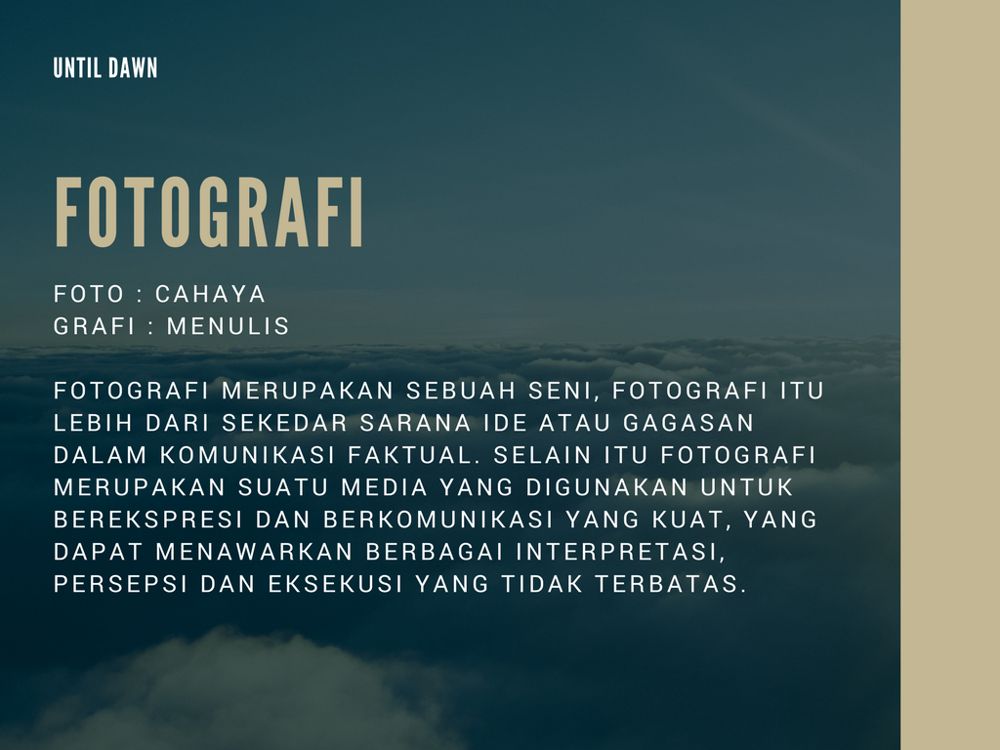 UNTIL DAWN
FOTOGRAFI
FOTO : CAHAYA
GRAFI : MENULIS
FOTOGRAFI MERUPAKAN SEBUAH SENI, FOTOGRAFI ITU
LEBIH DARI SEKEDAR SARANA IDE ATAU GAGASAN
DALAM KOMUNIKASI FAKTUAL. SELAIN ITU FOTOGRAFI
MERUPAKAN SUATU MEDIA YANG DIGUNAKAN UNTUK
BEREKSPRESI DAN BERKOMUNIKASI YANG KUAT, YANG
DAPAT MENAWARKAN BERBAGAI INTERPRETASI,
PERSEPSI DAN EKSEKUSI YANG TIDAK TERBATAS.